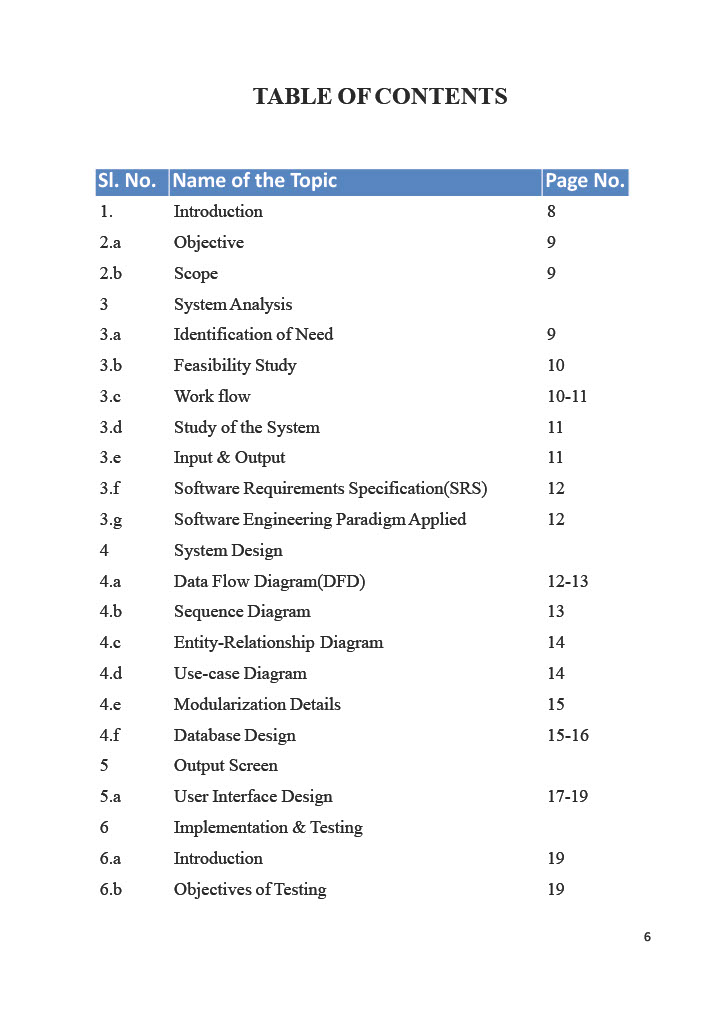 TABLE OF CONTENTS
Sl. No. Name of the Topic Page No.
1. Introduction 8
2.a Objective 9
2.b Scope 9
3 System Analysis
3.a Identification of Need 9
3.b Feasibility Study 10
3.c Work flow 10-11
3.d Study of the System 11
3.e Input & Output 11
3.f Software Requirements Specification(SRS) 12
3.g Software Engineering Paradigm Applied 12
4 System Design
4.a Data Flow Diagram(DFD) 12-13
4.b Sequence Diagram 13
4.c Entity-Relationship Diagram 14
4.d Use-case Diagram 14
4.e Modularization Details 15
4.f Database Design 15-16
5 Output Screen
5.a User Interface Design 17-19
6 Implementation & Testing
6.a Introduction 19
6.b Objectives of Testing 19
6